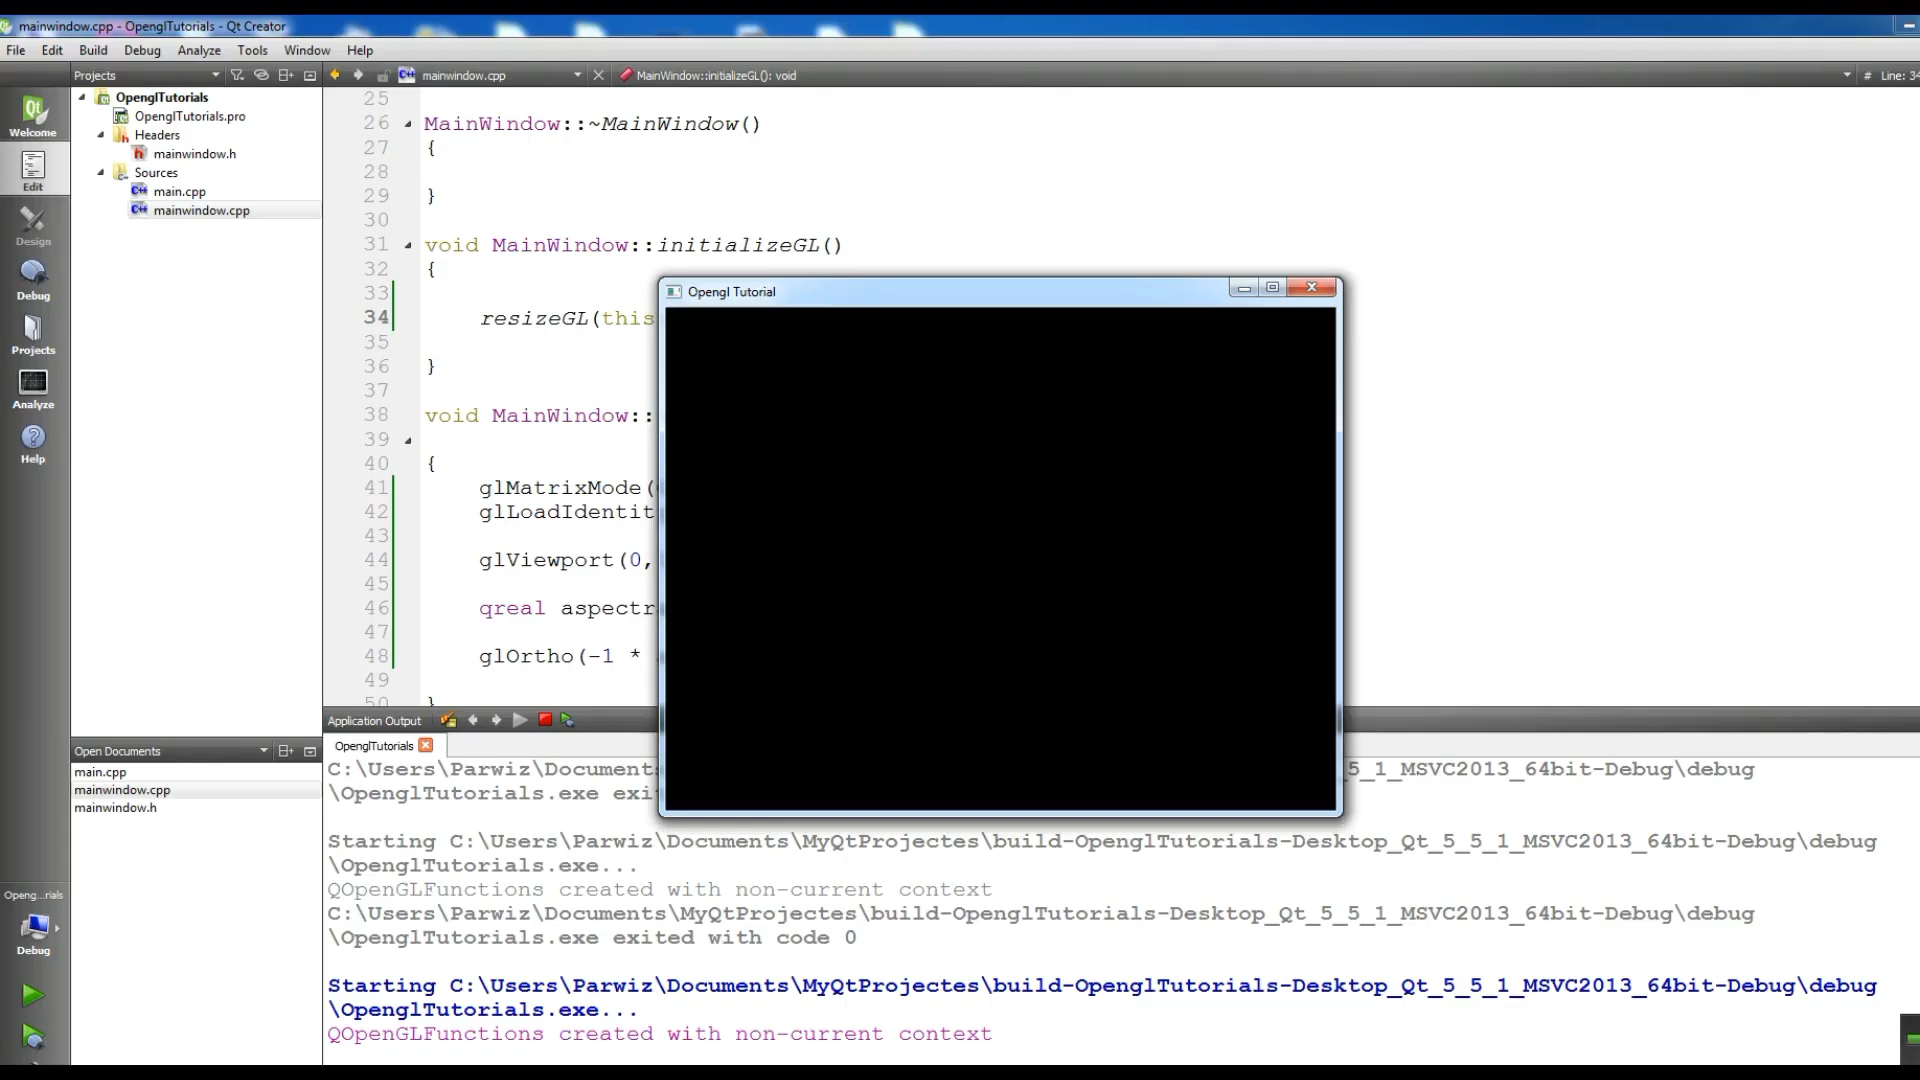 mainwindow.cpp - OpenglTutorials - Qt Creator
File Edit Build Debug Analyze Tools Window Help
Projects mainwindow.cpp MainWindow::initializeGL(): void # Line: 34
Welcome
Edit
Design
Debug
Projects
Analyze
Help
OpenglTutorials
OpenglTutorials.pro
Headers
mainwindow.h
Sources
main.cpp
mainwindow.cpp
25
26 MainWindow::~MainWindow()
27 {
28
29 }
30
31 void MainWindow::initializeGL()
32 {
33
34 resizeGL(this
35
36 }
37
38 void MainWindow::
39
40 {
41 glMatrixMode(
42 glLoadIdentit
43
44 glViewport(0,
45
46 qreal aspectr
47
48 glOrtho(-1 *
49
50 }
Opengl Tutorial
Open Documents
main.cpp
mainwindow.cpp
mainwindow.h
Openg...rials
Debug
Application Output
OpenglTutorials
C:\Users\Parwiz\Document 5_1_MSVC2013_64bit-Debug\debug
\OpenglTutorials.exe exi
Starting C:\Users\Parwiz\Documents\MyQtProjectes\build-OpenglTutorials-Desktop_Qt_5_5_1_MSVC2013_64bit-Debug\debug
\OpenglTutorials.exe...
QOpenGLFunctions created with non-current context
C:\Users\Parwiz\Documents\MyQtProjectes\build-OpenglTutorials-Desktop_Qt_5_5_1_MSVC2013_64bit-Debug\debug
\OpenglTutorials.exe exited with code 0
Starting C:\Users\Parwiz\Documents\MyQtProjectes\build-OpenglTutorials-Desktop_Qt_5_5_1_MSVC2013_64bit-Debug\debug
\OpenglTutorials.exe...
QOpenGLFunctions created with non-current context